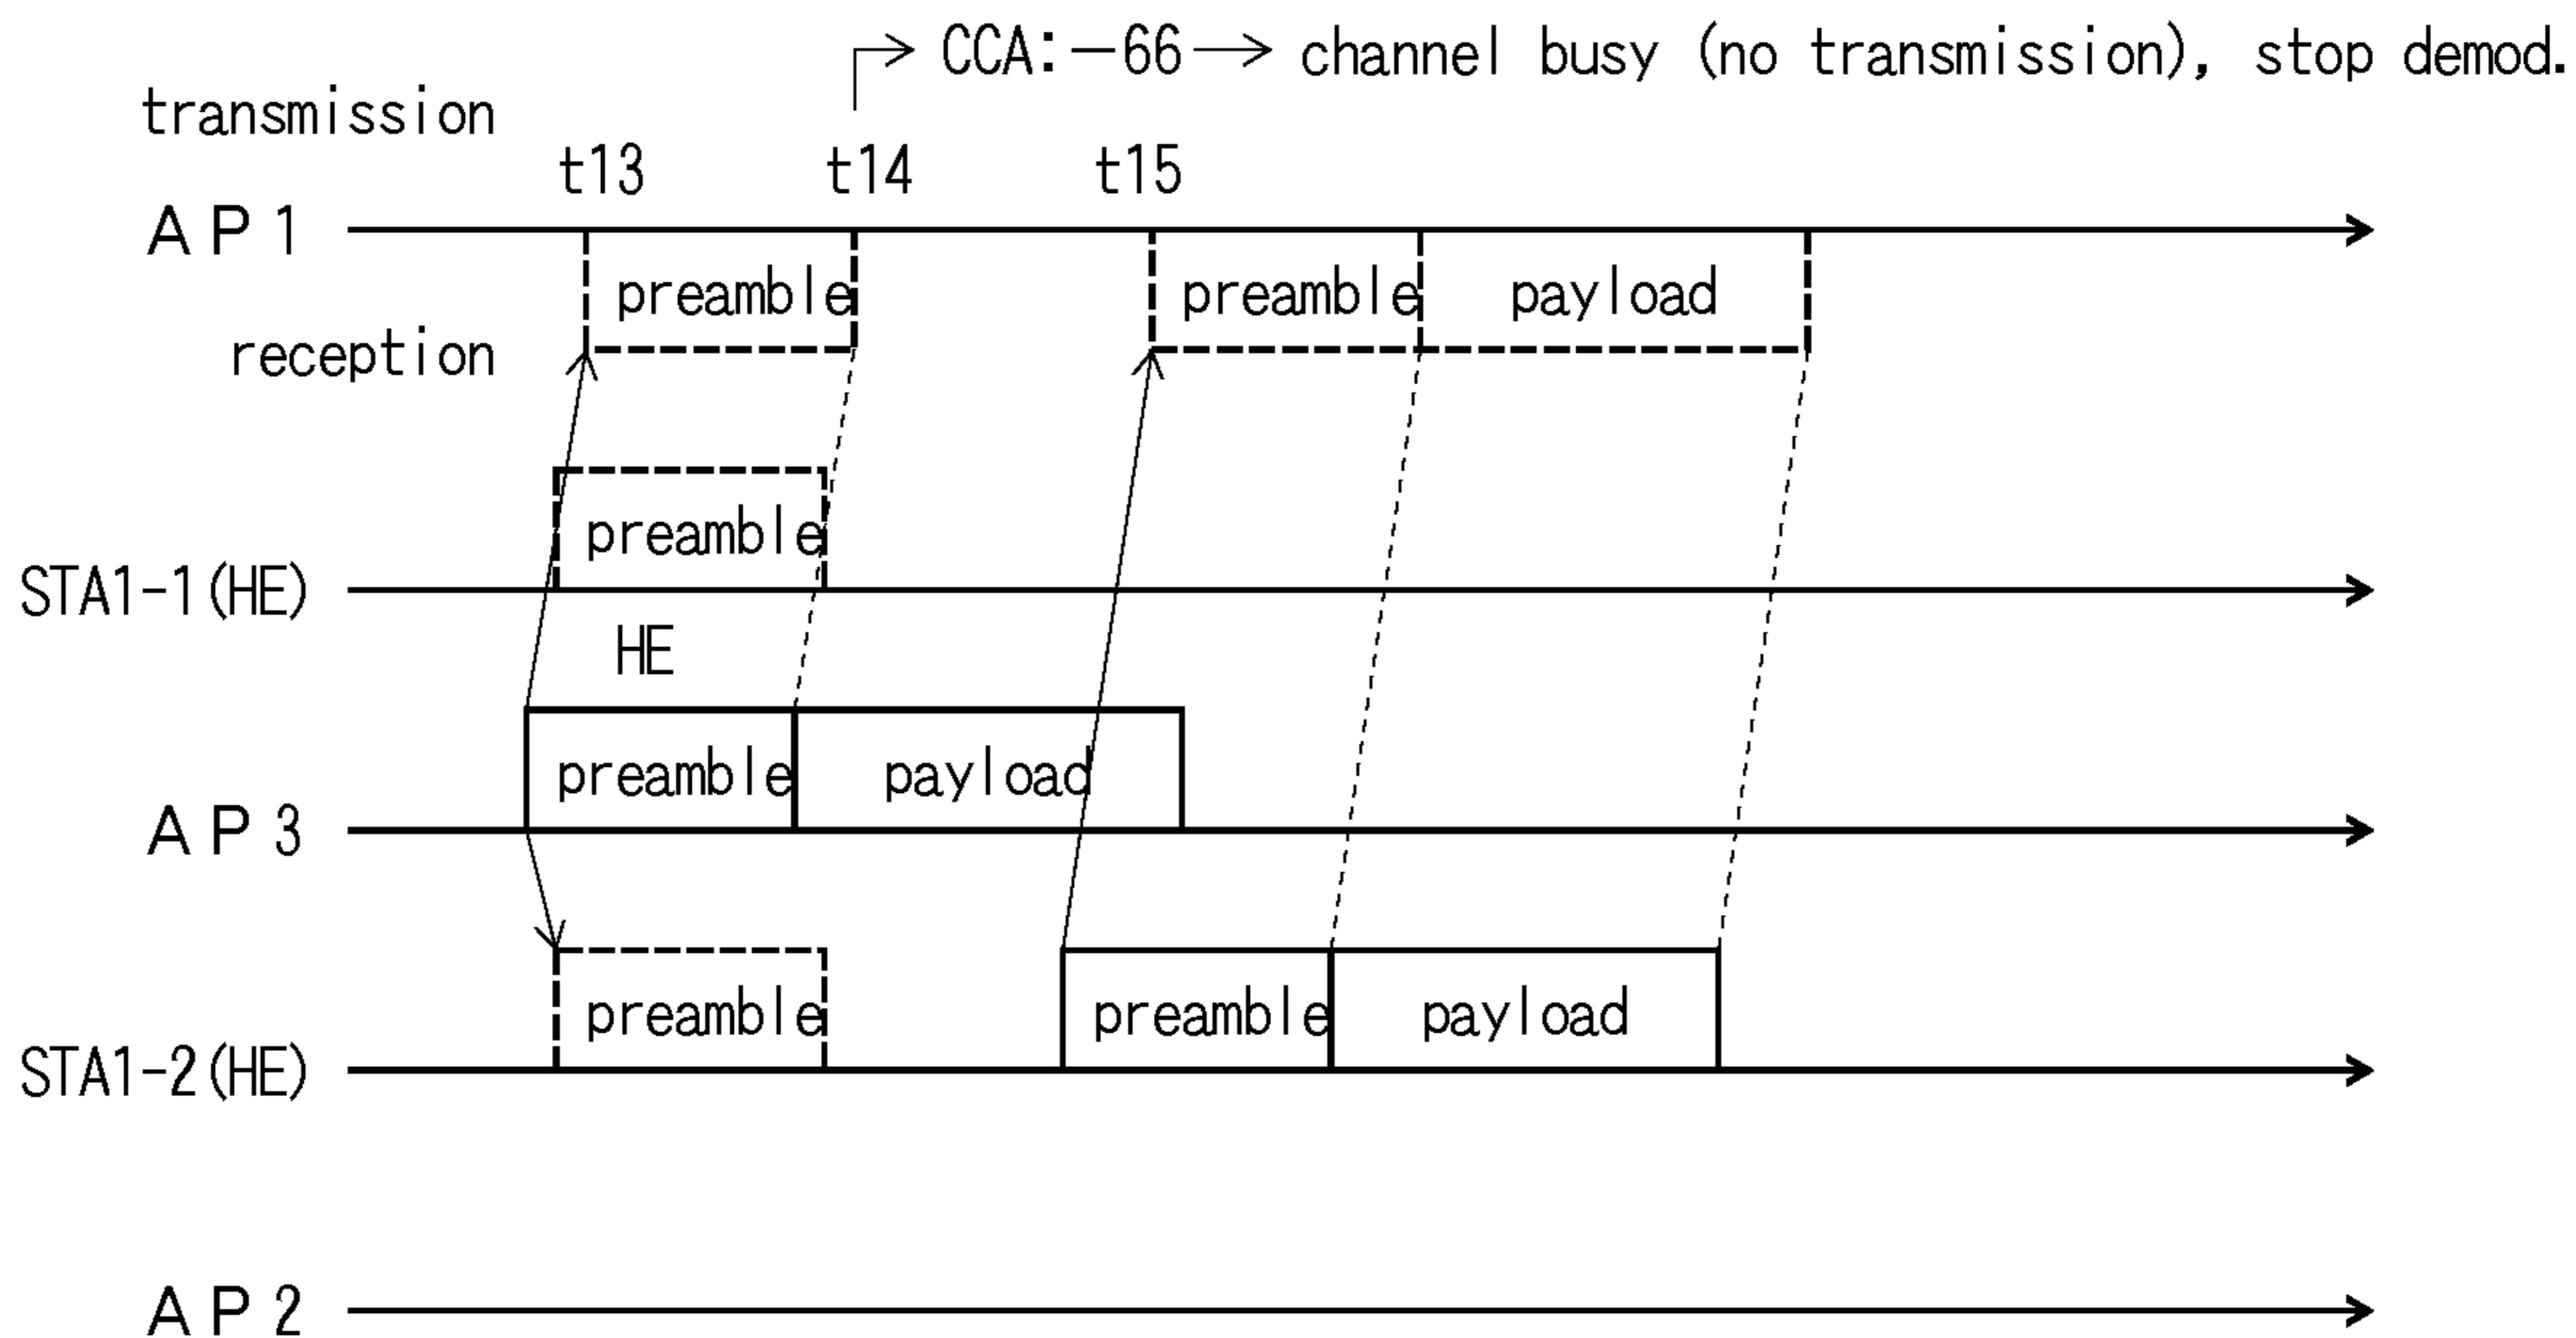 CCA:−66 channel busy (no transmission), stop demod.
transmission
t13 t14 t15
AP1
preamble preamble payload
reception
preamble
STA1-1(HE)
HE
preamble payload
AP3
preamble preamble payload
STA1-2(HE)
AP2